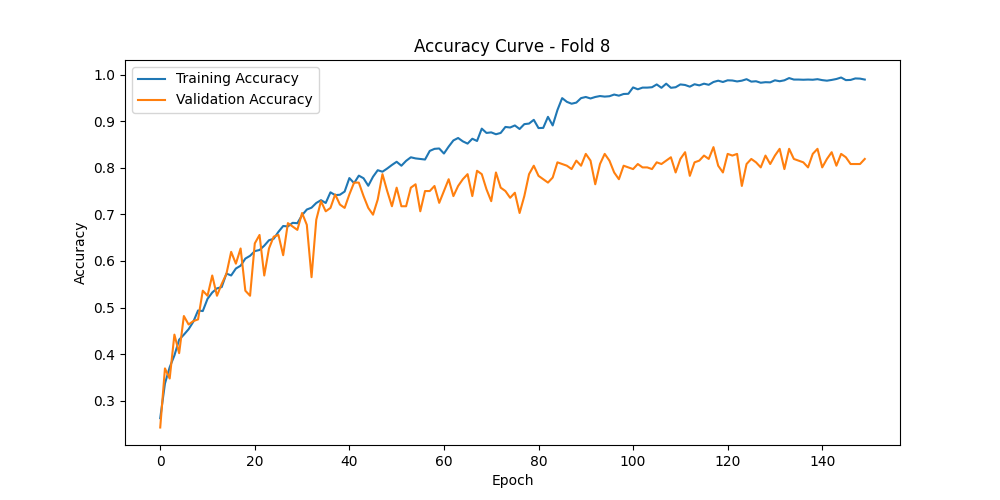 Accuracy Curve - Fold 8
Training Accuracy
Validation Accuracy
1.0
0.9
0.8
0.7
0.6
0.5
0.4
0.3
Accuracy
0 20 40 60 80 100 120 140
Epoch